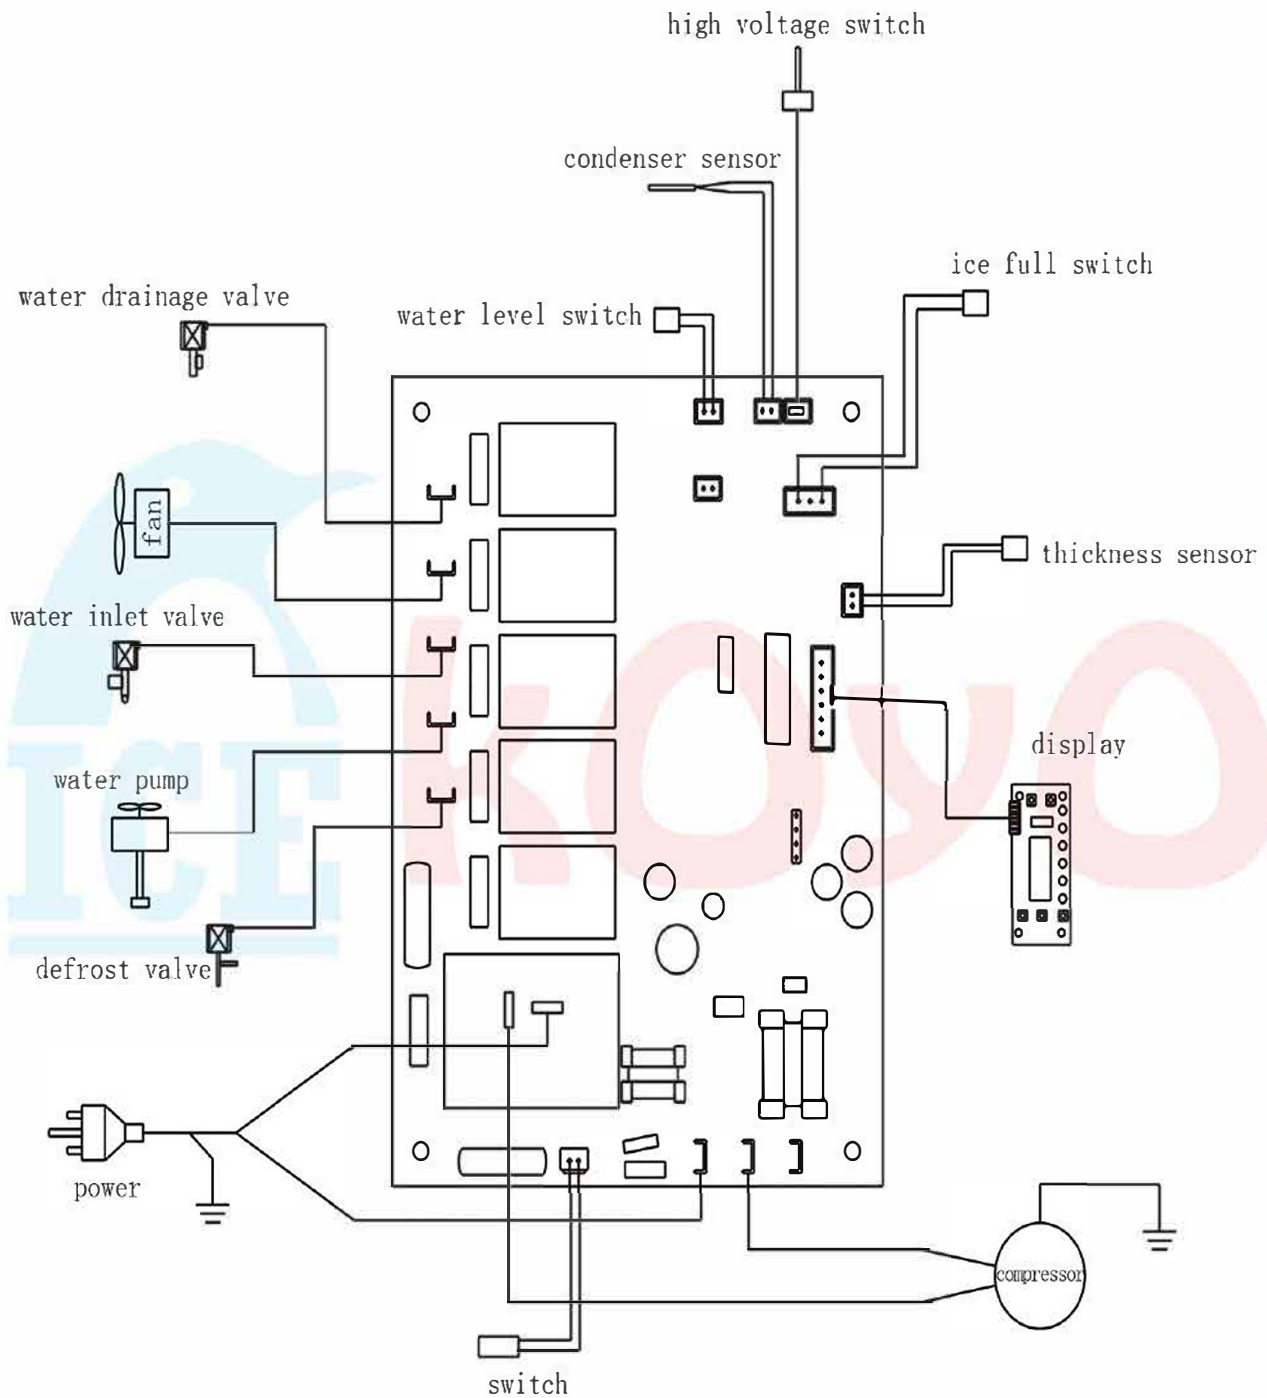 high voltage switch
condenser sensor
ice full switch
water drainage valve
water level switch
fan
thickness sensor
water inlet valve
koyo
display
ICE
water pump
defrost valve
power
compressor
switch